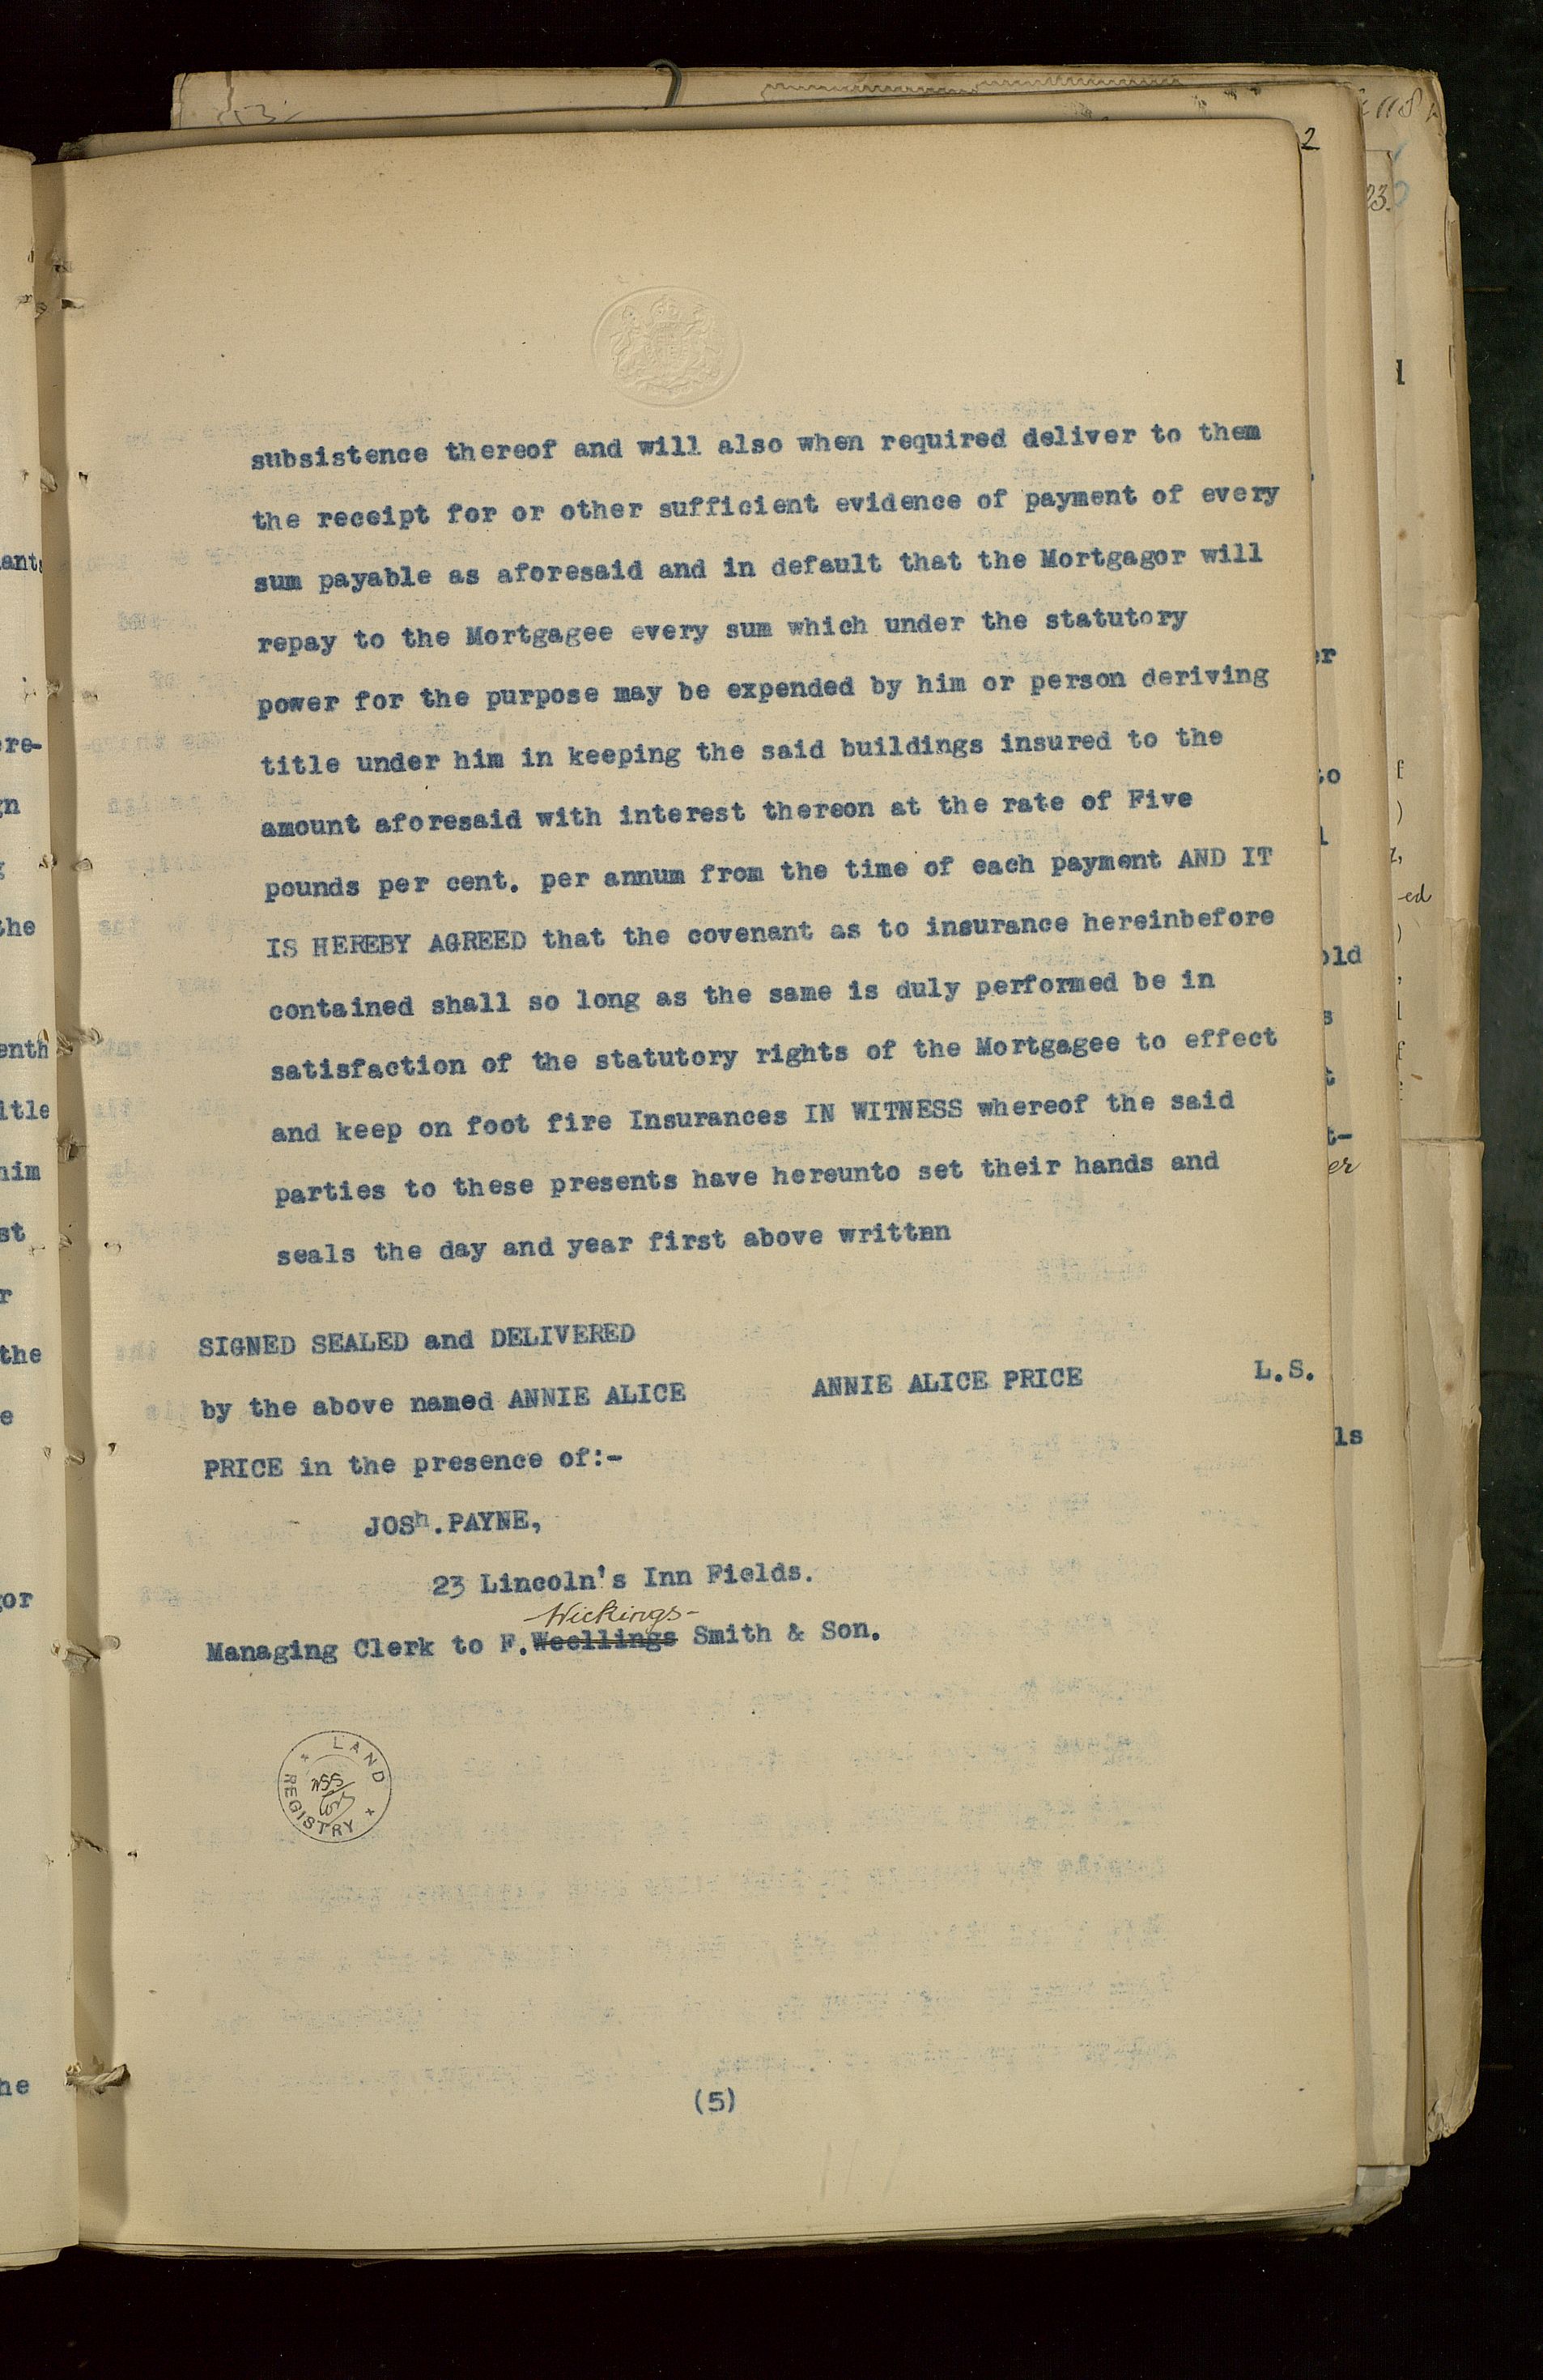 subsistence thereof and will also when required deliver to them
the receipt for or other sufficient evidence of payment of every
sum payable as aforesaid and in default that the Mortgagor will
repay to the Mortgagee every sum which under the statutory
power for the purpose may be expended by him or person deriving
title under him in keeping the said buildings insured to the
amount aforesaid with interest thereon at the rate of Five
pounds per cent. per annum from the time of each payment AND IT
IS HEREBY AGREED that the covenant as to insurance hereinbefore
contained shall so long as the same is duly performed be in
satisfaction of the statutory rights of the Mortgagee to effect
and keep on foot fire Insurances IN WITNESS whereof the said
parties to these presents have hereunto set their hands and
seals the day and year first above written
SIGNED SEALED and DELIVERED
by the above named ANNIE ALICE ANNIE ALICE PRICE L.S.
PRICE in the presence of:-
JOSh. PAYNE,
23 Lincoln's Inn Fields.
Wickings
Managing Clerk to F. Weellings Smith & Son.
LAND REGISTRY
(5)